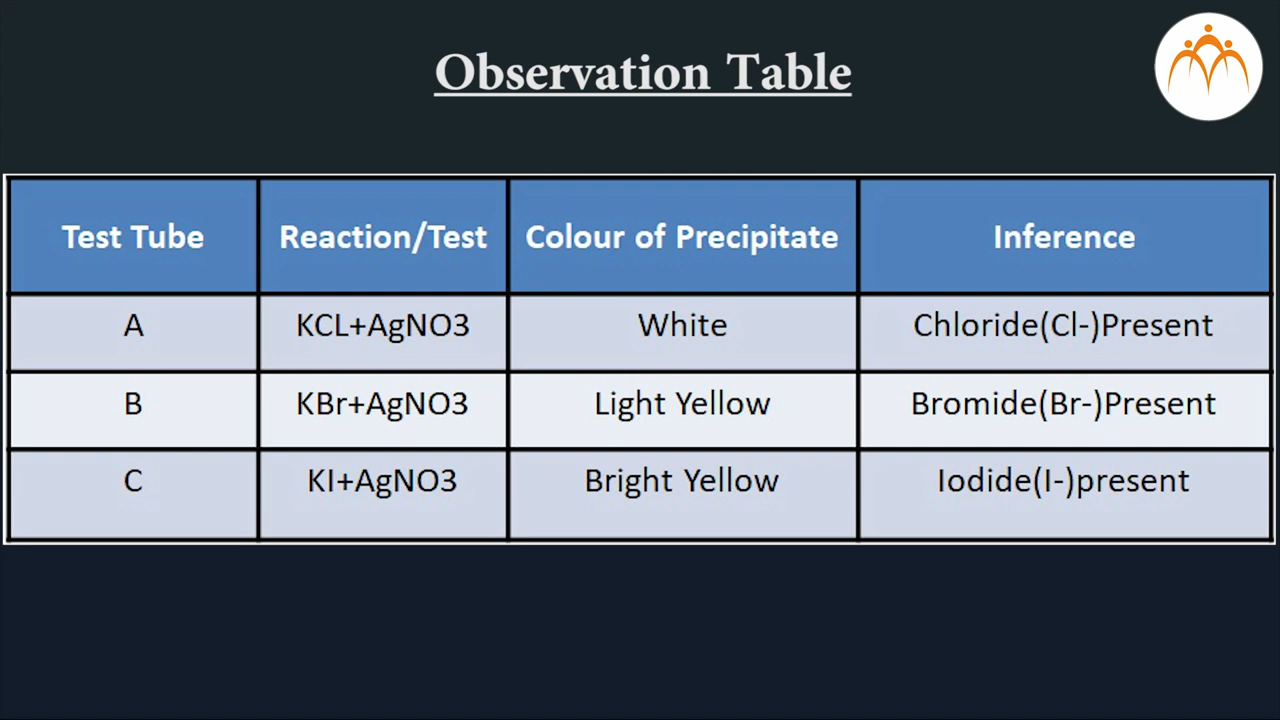 Observation Table
Test Tube Reaction/Test Colour of Precipitate Inference
A KCL+AgNO3 White Chloride(Cl-)Present
B KBr+AgNO3 Light Yellow Bromide(Br-)Present
C KI+AgNO3 Bright Yellow Iodide(I-)present